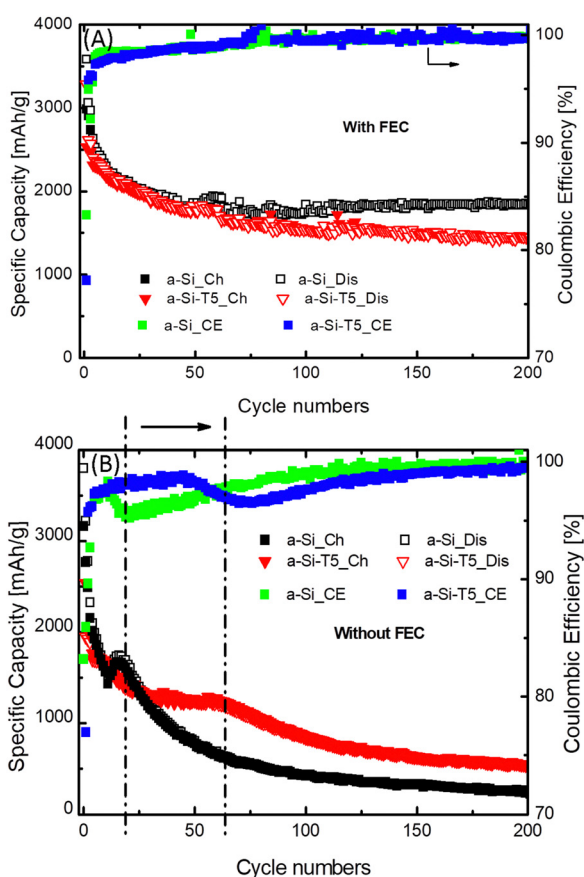 (A)
4000
3000
2000
1000
0
Specific Capacity [mAh/g]
100
90
80
70
Coulombic Efficiency [%]
With FEC
a-Si_Ch a-Si_Dis
a-Si-T5_Ch a-Si-T5_Dis
a-Si_CE a-Si-T5_CE
0 50 100 150 200
Cycle numbers
(B)
4000
3000
2000
1000
0
Specific Capacity [mAh/g]
100
90
80
70
Coulombic Efficiency [%]
a-Si_Ch a-Si_Dis
a-Si-T5_Ch a-Si-T5_Dis
a-Si_CE a-Si-T5_CE
Without FEC
0 50 100 150 200
Cycle numbers